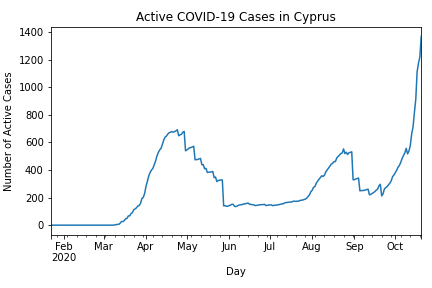 Active COVID-19 Cases in Cyprus
1400
1200
1000
800
600
400
200
0
Number of Active Cases
Feb Mar Apr May Jun Jul Aug Sep Oct
2020
Day